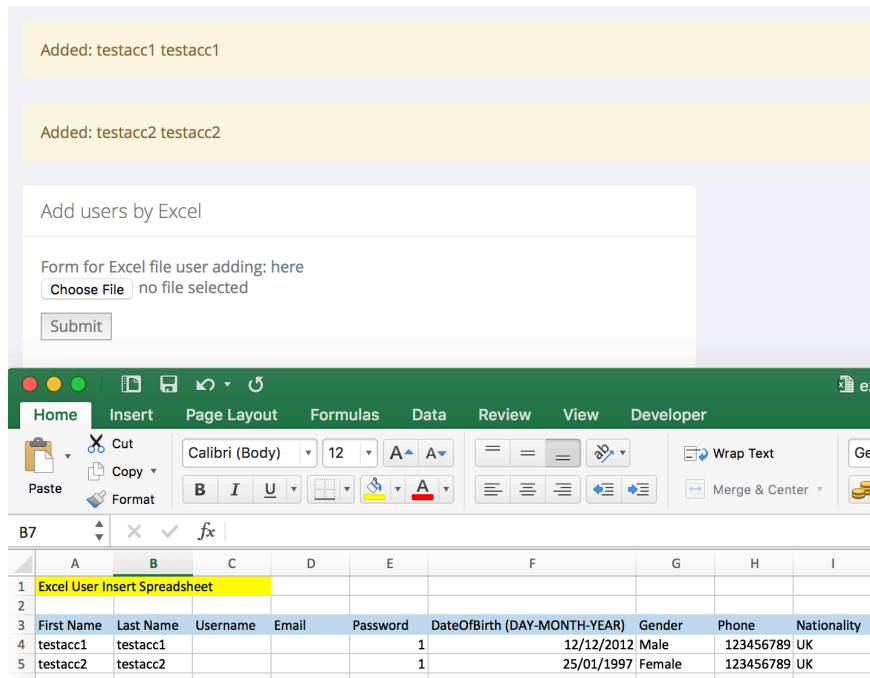 Added: testacc1 testacc1
Added: testacc2 testacc2
Add users by Excel
Form for Excel file user adding: here
Choose File no file selected
Submit
Home Insert Page Layout Formulas Data Review View Developer
Cut
Calibri (Body) 12 A A Wrap Text Ge
Copy
Paste
Format B I U A Merge & Center
B7 fx
A B C D E F G H I
1 Excel User Insert Spreadsheet
2
3 First Name Last Name Username Email Password DateOfBirth (DAY-MONTH-YEAR) Gender Phone Nationality
4 testacc1 testacc1 1 12/12/2012 Male 123456789 UK
5 testacc2 testacc2 1 25/01/1997 Female 123456789 UK